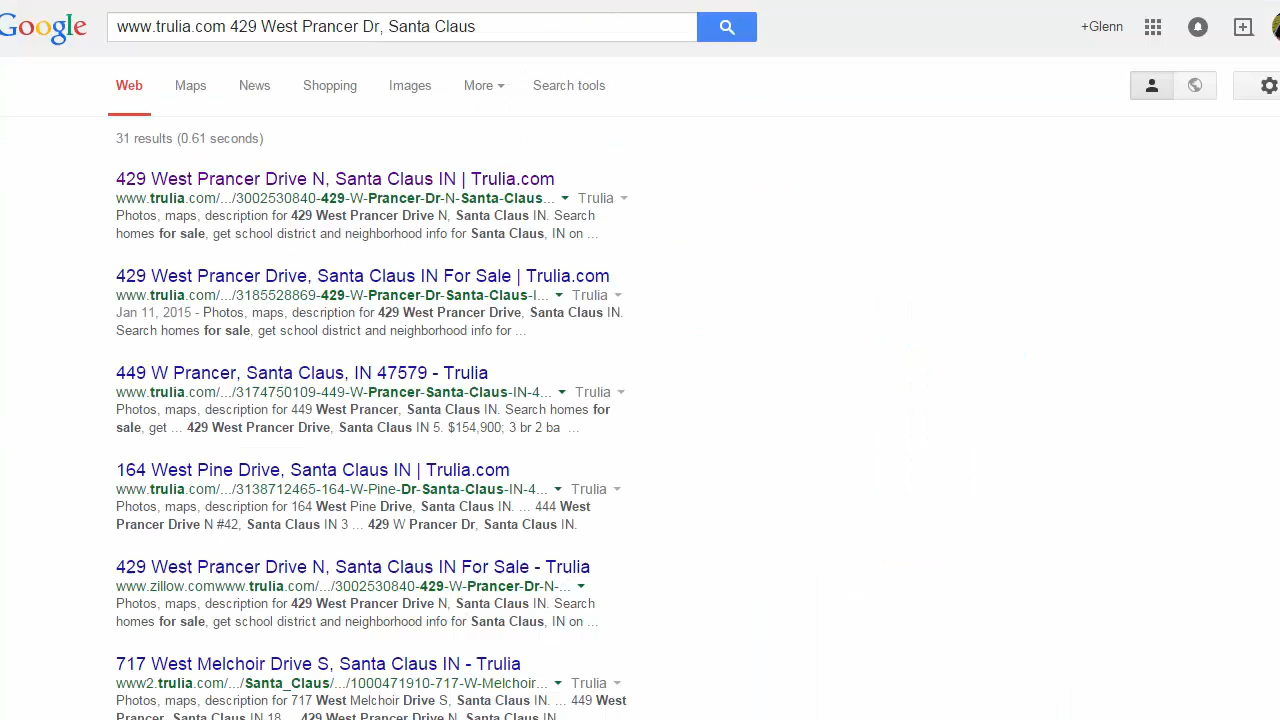 Google www.trulia.com 429 West Prancer Dr, Santa Claus +Glenn
Web Maps News Shopping Images More Search tools
31 results (0.61 seconds)
429 West Prancer Drive N, Santa Claus IN | Trulia.com
www.trulia.com/.../3002530840-429-W-Prancer-Dr-N-Santa-Claus... Trulia
Photos, maps, description for 429 West Prancer Drive N, Santa Claus IN. Search
homes for sale, get school district and neighborhood info for Santa Claus, IN on ...
429 West Prancer Drive, Santa Claus IN For Sale | Trulia.com
www.trulia.com/.../3185528869-429-W-Prancer-Dr-Santa-Claus-I... Trulia
Jan 11, 2015 - Photos, maps, description for 429 West Prancer Drive, Santa Claus IN.
Search homes for sale, get school district and neighborhood info for ...
449 W Prancer, Santa Claus, IN 47579 - Trulia
www.trulia.com/.../3174750109-449-W-Prancer-Santa-Claus-IN-4... Trulia
Photos, maps, description for 449 West Prancer, Santa Claus IN. Search homes for
sale, get ... 429 West Prancer Drive, Santa Claus IN 5. $154,900; 3 br 2 ba ...
164 West Pine Drive, Santa Claus IN | Trulia.com
www.trulia.com/.../3138712465-164-W-Pine-Dr-Santa-Claus-IN-4... Trulia
Photos, maps, description for 164 West Pine Drive, Santa Claus IN. ... 444 West
Prancer Drive N #42, Santa Claus IN 3 ... 429 W Prancer Dr, Santa Claus IN.
429 West Prancer Drive N, Santa Claus IN For Sale - Trulia
www.zillow.comwww.trulia.com/.../3002530840-429-W-Prancer-Dr-N-...
Photos, maps, description for 429 West Prancer Drive N, Santa Claus IN. Search
homes for sale, get school district and neighborhood info for Santa Claus, IN on ...
717 West Melchoir Drive S, Santa Claus IN - Trulia
www2.trulia.com/.../Santa_Claus/.../1000471910-717-W-Melchoir... Trulia
Photos, maps, description for 717 West Melchoir Drive S, Santa Claus IN. ... 449 West
Prancer, Santa Claus IN 18 ... 429 West Prancer Drive N, Santa Claus IN